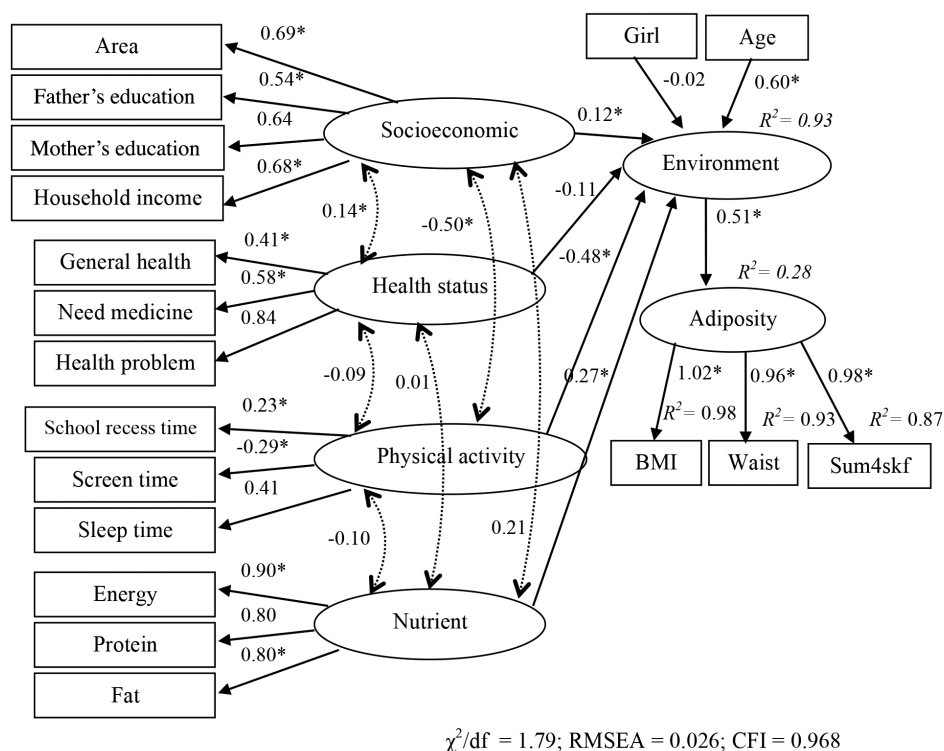 Area
Father's education
Mother's education
Household income
0.69*
0.54*
0.64
0.68*
Socioeconomic
0.12*
Girl
Age
-0.02
0.60*
R²= 0.93
Environment
0.14*
-0.50*
-0.11
-0.48*
0.51*
General health
Need medicine
Health problem
0.41*
0.58*
0.84
Health status
R²= 0.28
Adiposity
-0.09
0.01
0.27*
1.02*
0.96*
0.98*
R²= 0.98
R²= 0.93
R²= 0.87
BMI
Waist
Sum4skf
School recess time
Screen time
Sleep time
0.23*
-0.29*
0.41
Physical activity
-0.10
0.21
Energy
Protein
Fat
0.90*
0.80
0.80*
Nutrient
χ²/df = 1.79; RMSEA = 0.026; CFI = 0.968